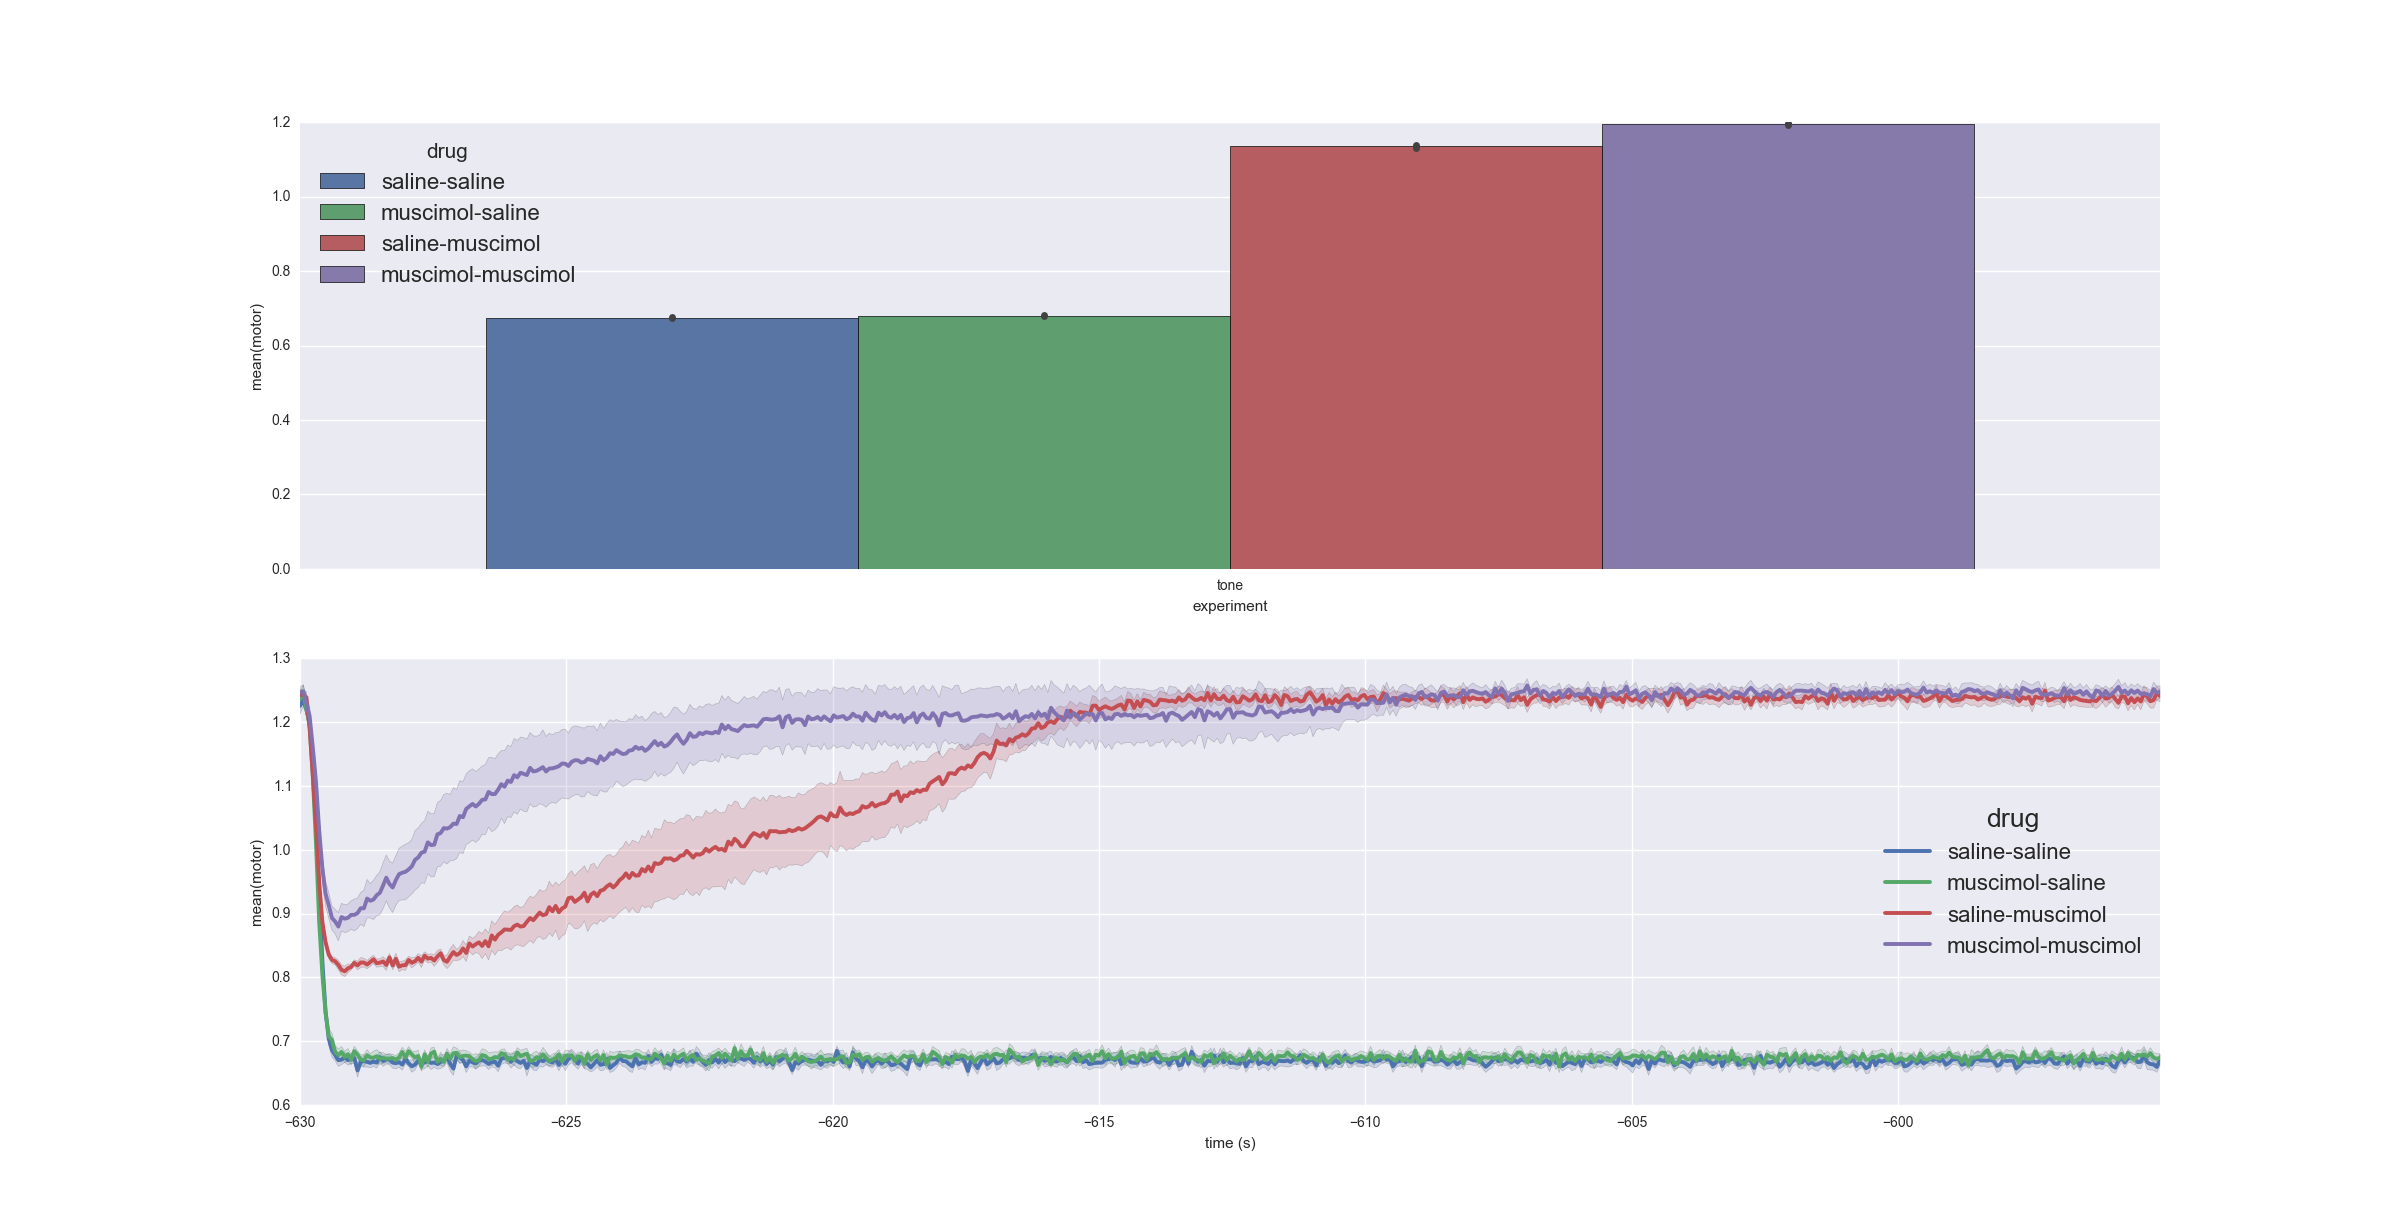 1.2
1.0
0.8
0.6
0.4
0.2
0.0
mean(motor)
drug
saline-saline
muscimol-saline
saline-muscimol
muscimol-muscimol
tone
experiment
1.3
1.2
1.1
1.0
0.9
0.8
0.7
0.6
mean(motor)
drug
saline-saline
muscimol-saline
saline-muscimol
muscimol-muscimol
−630 −625 −620 −615 −610 −605 −600
time (s)